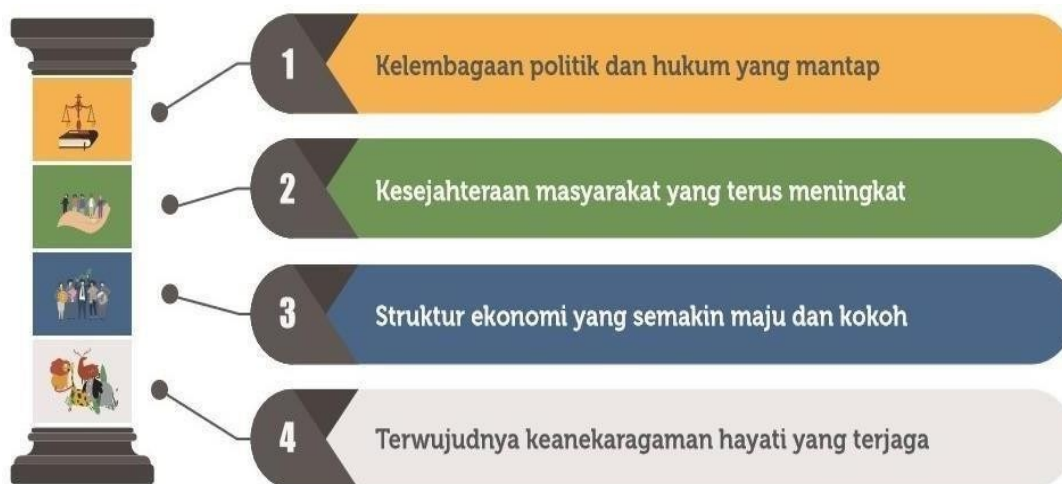 1
Kelembagaan politik dan hukum yang mantap
2
Kesejahteraan masyarakat yang terus meningkat
3
Struktur ekonomi yang semakin maju dan kokoh
4
Terwujudnya keanekaragaman hayati yang terjaga